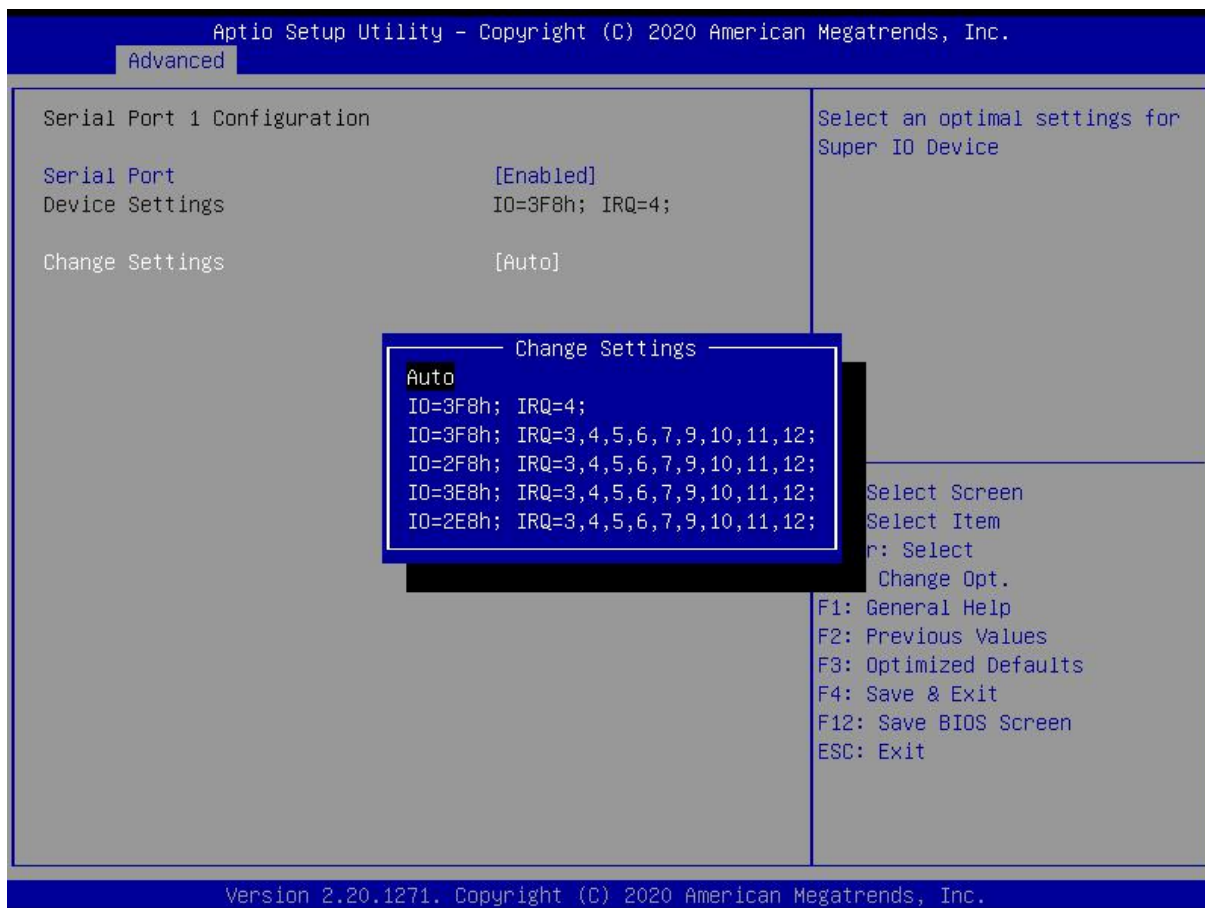 Aptio Setup Utility – Copyright (C) 2020 American Megatrends, Inc.
Advanced
Serial Port 1 Configuration
Serial Port [Enabled]
Device Settings IO=3F8h; IRQ=4;
Change Settings [Auto]
Select an optimal settings for
Super IO Device
Change Settings
Auto
IO=3F8h; IRQ=4;
IO=3F8h; IRQ=3,4,5,6,7,9,10,11,12;
IO=2F8h; IRQ=3,4,5,6,7,9,10,11,12;
IO=3E8h; IRQ=3,4,5,6,7,9,10,11,12;
IO=2E8h; IRQ=3,4,5,6,7,9,10,11,12;
Select Screen
Select Item
r: Select
Change Opt.
F1: General Help
F2: Previous Values
F3: Optimized Defaults
F4: Save & Exit
F12: Save BIOS Screen
ESC: Exit
Version 2.20.1271. Copyright (C) 2020 American Megatrends, Inc.